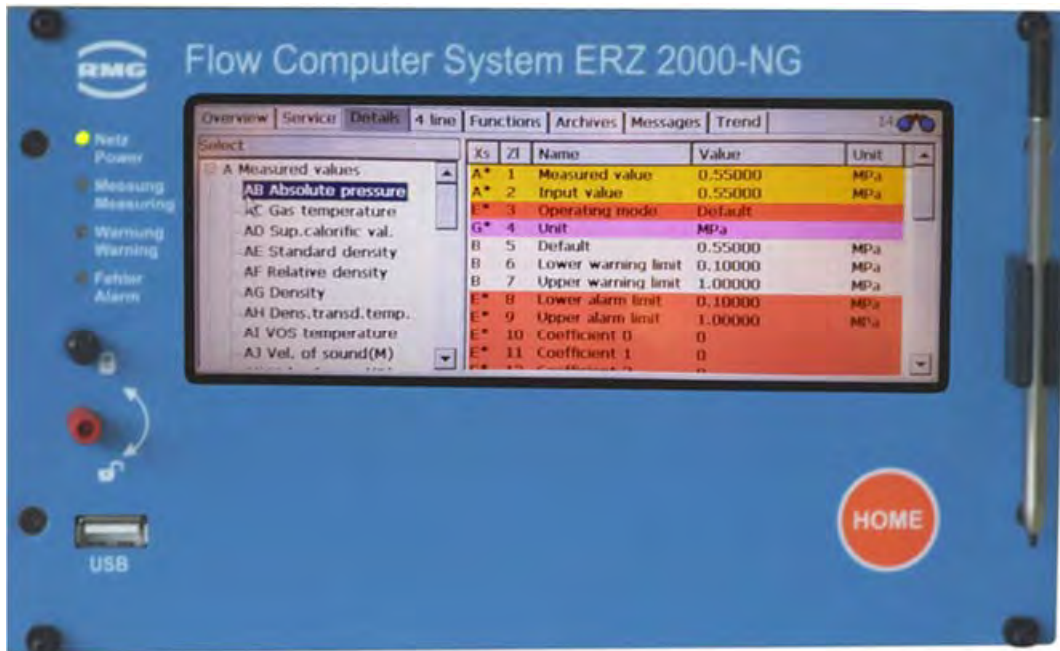 RMG
Flow Computer System ERZ 2000-NG
Overview Service Details 4 line Functions Archives Messages Trend 14
Netz
Power
Messung
Measuring
Warnung
Warning
Fehler
Alarm
Select
A Measured values
AB Absolute pressure
AC Gas temperature
AD Sup.calorific val.
AE Standard density
AF Relative density
AG Density
AH Dens.transd.temp.
AI VOS temperature
AJ Vel. of sound(M)
Xs ZI Name Value Unit
A* 1 Measured value 0.55000 MPa
A* 2 Input value 0.55000 MPa
E* 3 Operating mode Default
G* 4 Unit MPa
B 5 Default 0.55000 MPa
B 6 Lower warning limit 0.10000 MPa
B 7 Upper warning limit 1.00000 MPa
E* 8 Lower alarm limit 0.10000 MPa
E* 9 Upper alarm limit 1.00000 MPa
E* 10 Coefficient 0 0
E* 11 Coefficient 1 0
USB
HOME